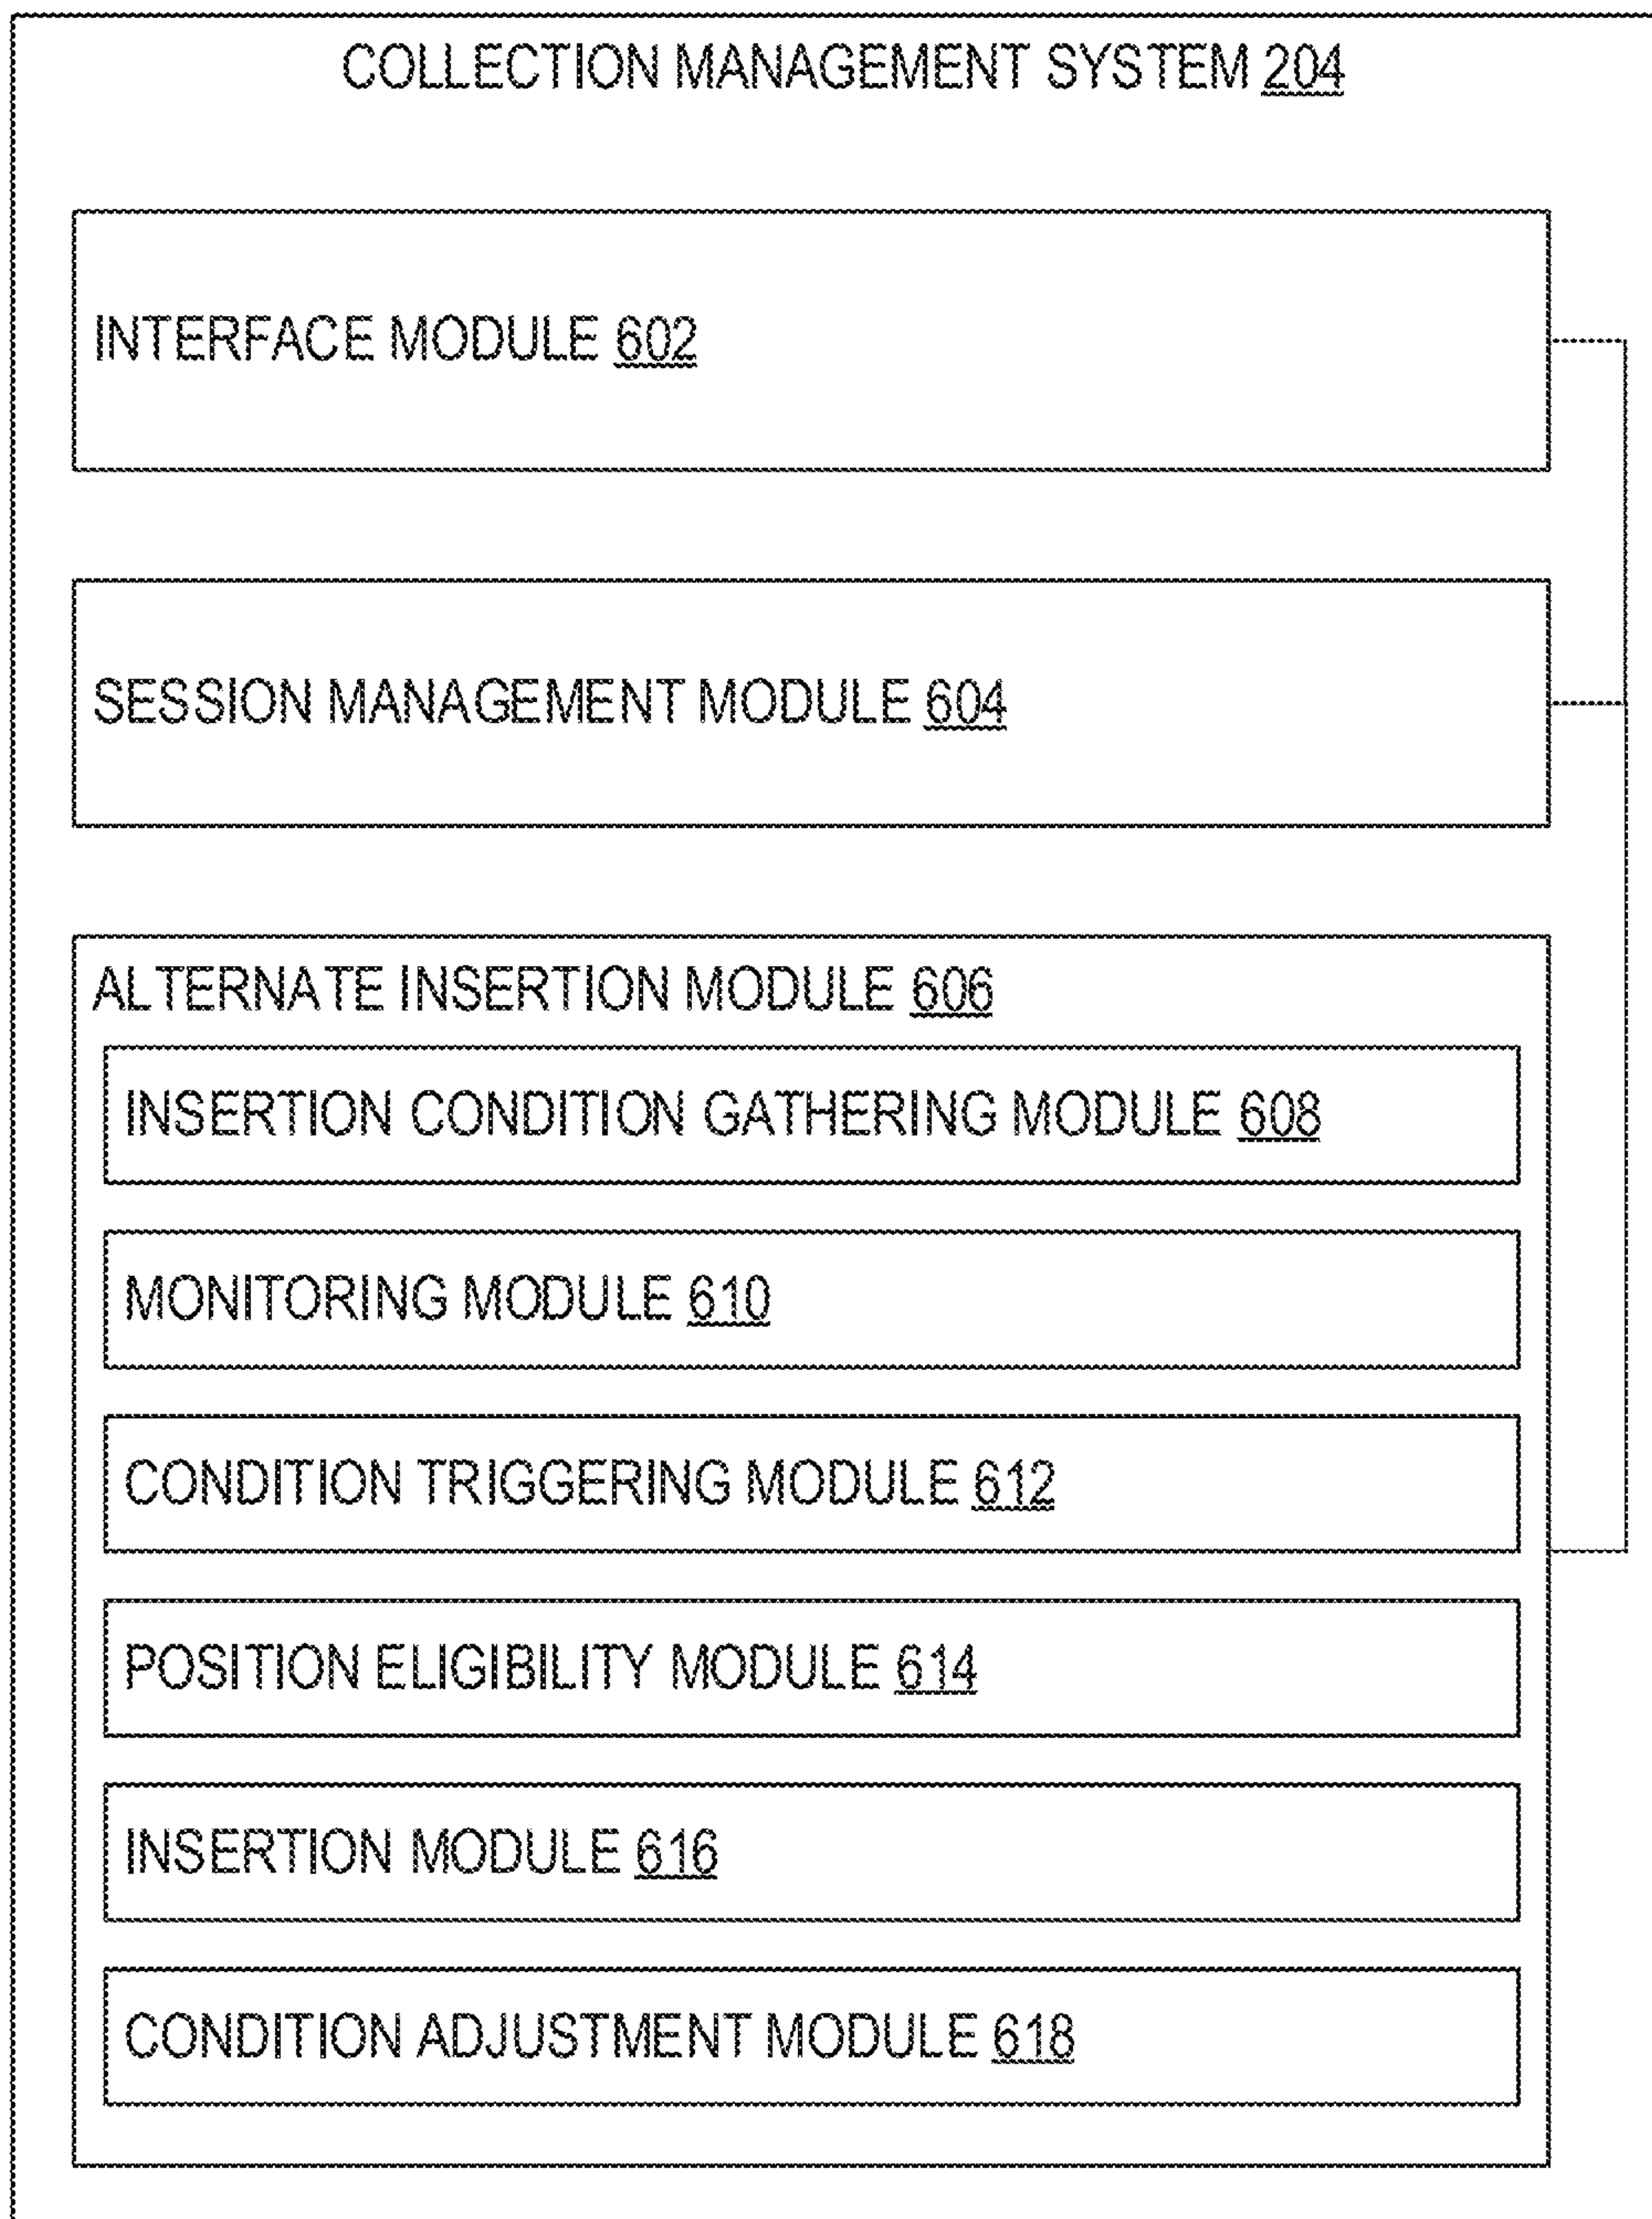 COLLECTION MANAGEMENT SYSTEM 204
INTERFACE MODULE 602
SESSION MANAGEMENT MODULE 604
ALTERNATE INSERTION MODULE 606
INSERTION CONDITION GATHERING MODULE 608
MONITORING MODULE 610
CONDITION TRIGGERING MODULE 612
POSITION ELIGIBILITY MODULE 614
INSERTION MODULE 616
CONDITION ADJUSTMENT MODULE 618